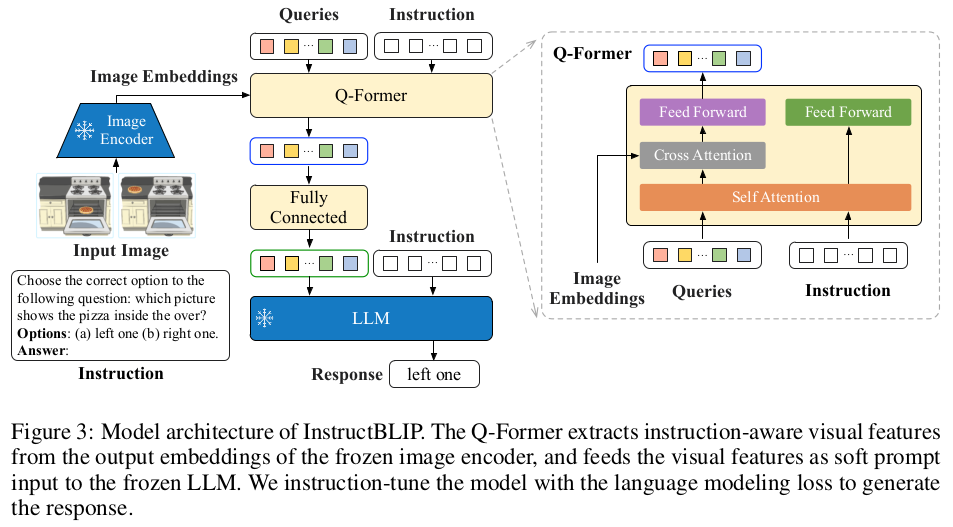 Queries
Instruction
Image Embeddings
Q-Former
Image
Encoder
Input Image
Fully
Connected
Instruction
Choose the correct option to the
following question: which picture
shows the pizza inside the over?
Options: (a) left one (b) right one.
Answer:
Instruction
LLM
Response
left one
Q-Former
Feed Forward
Feed Forward
Cross Attention
Self Attention
Image
Embeddings
Queries
Instruction
Figure 3: Model architecture of InstructBLIP. The Q-Former extracts instruction-aware visual features
from the output embeddings of the frozen image encoder, and feeds the visual features as soft prompt
input to the frozen LLM. We instruction-tune the model with the language modeling loss to generate
the response.